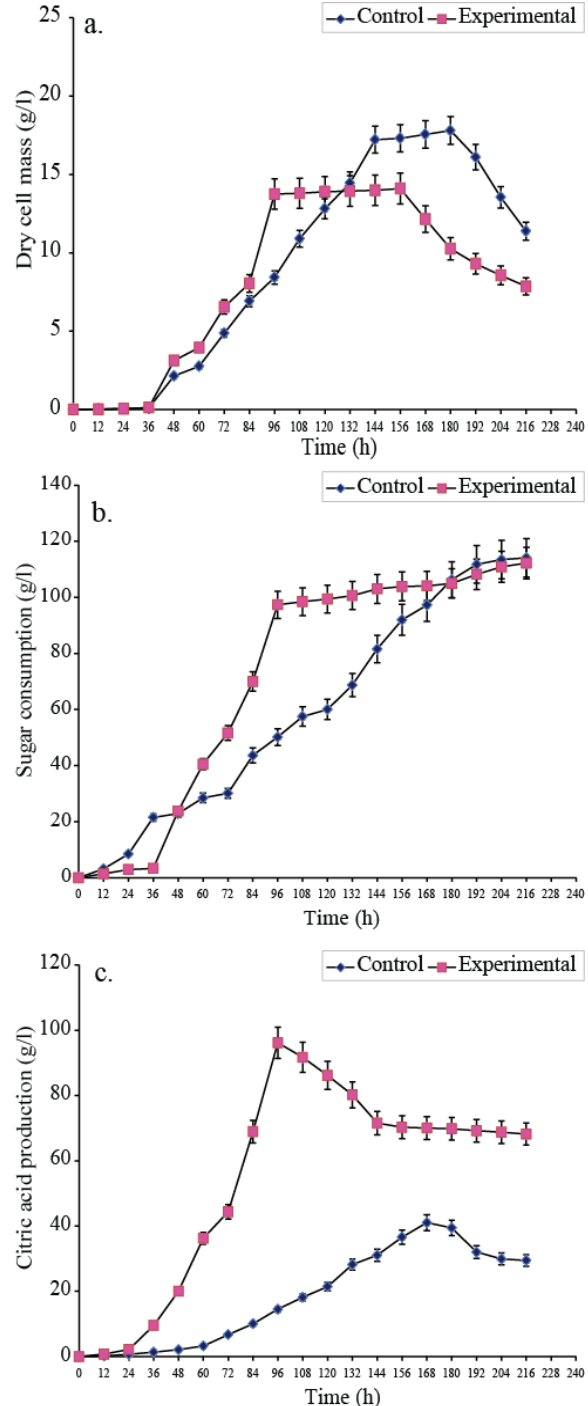 a.
Control Experimental
25
20
15
10
5
0
Dry cell mass (g/l)
0 12 24 36 48 60 72 84 96 108 120 132 144 156 168 180 192 204 216 228 240
Time (h)
b.
Control Experimental
140
120
100
80
60
40
20
0
Sugar consumption (g/l)
0 12 24 36 48 60 72 84 96 108 120 132 144 156 168 180 192 204 216 228 240
Time (h)
c.
Control Experimental
120
100
80
60
40
20
0
Citric acid production (g/l)
0 12 24 36 48 60 72 84 96 108 120 132 144 156 168 180 192 204 216 228 240
Time (h)